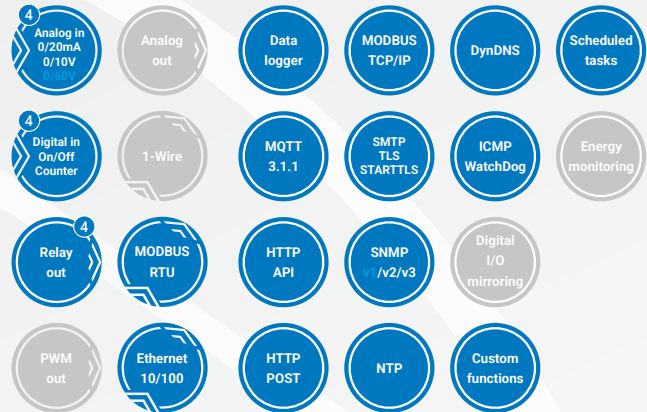 4
Analog in
0/20mA
0/10V
0/60V
Analog
out
Data
logger
MODBUS
TCP/IP
DynDNS
Scheduled
tasks
4
Digital in
On/Off
Counter
1-Wire
MQTT
3.1.1
SMTP
TLS
STARTTLS
ICMP
WatchDog
Energy
monitoring
4
Relay
out
MODBUS
RTU
HTTP
API
SNMP
v1/v2/v3
Digital
I/O
mirroring
PWM
out
Ethernet
10/100
HTTP
POST
NTP
Custom
functions